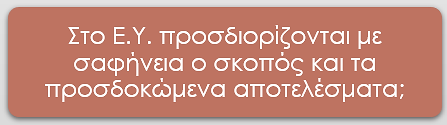 Στο Ε.Υ. προσδιορίζονται με
σαφήνεια ο σκοπός και τα
προσδοκώμενα αποτελέσματα;